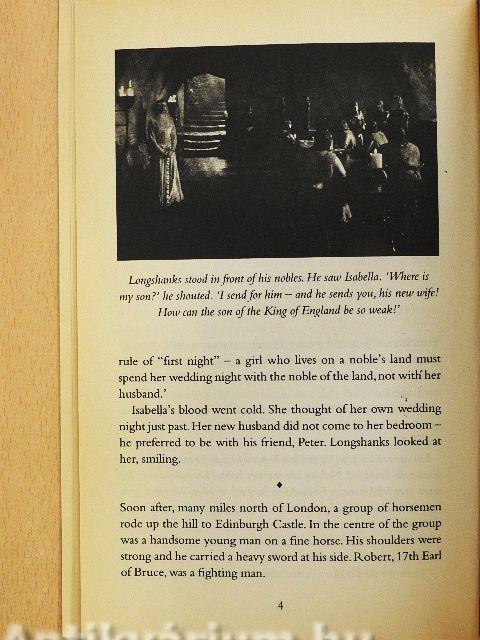 Longshanks stood in front of his nobles. He saw Isabella. 'Where is
my son?' he shouted. 'I send for him – and he sends you, his new wife!
How can the son of the King of England be so weak!'
rule of "first night" – a girl who lives on a noble's land must
spend her wedding night with the noble of the land, not with her
husband.'
Isabella's blood went cold. She thought of her own wedding
night just past. Her new husband did not come to her bedroom –
he preferred to be with his friend, Peter. Longshanks looked at
her, smiling.
Soon after, many miles north of London, a group of horsemen
rode up the hill to Edinburgh Castle. In the centre of the group
was a handsome young man on a fine horse. His shoulders were
strong and he carried a heavy sword at his side. Robert, 17th Earl
of Bruce, was a fighting man.
4
Antikvárium.hu